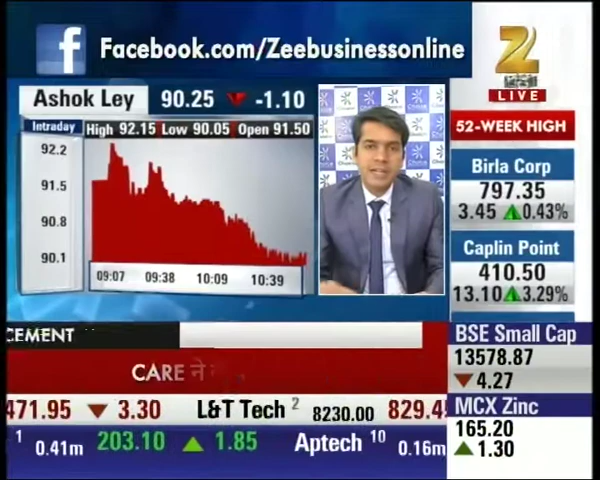 Facebook.com/Zeebusinessonline
LIVE
Ashok Ley 90.25 -1.10
Intraday High 92.15 Low 90.05 Open 91.50
92.2
91.5
90.8
90.1
09:07 09:38 10:09 10:39
52-WEEK HIGH
Birla Corp
797.35
3.45 0.43%
Caplin Point
410.50
13.10 3.29%
CEMENT
CARE ने
BSE Small Cap
13578.87
4.27
471.95 3.30 L&T Tech 2 8230.00 829.4
MCX Zinc
165.20
1.30
1 0.41m 203.10 1.85 Aptech 10 0.16m